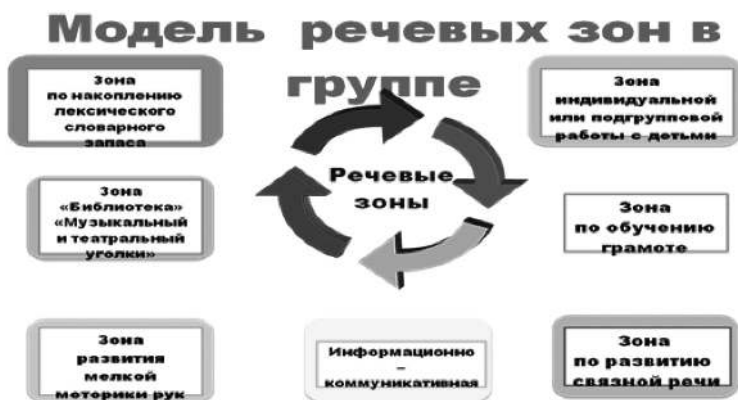 Модель речевых зон в
группе
Зона
по накоплению
лексического
словарного
запаса
Зона
индивидуальной
или подгрупповой
работы с детьми
Речевые
зоны
Зона
«Библиотека»
«Музыкальный
и театральный
уголки»
Зона
по обучению
грамоте
Зона
развития
мелкой
моторики рук
Информационно
–
коммуникативная
Зона
по развитию
связной речи